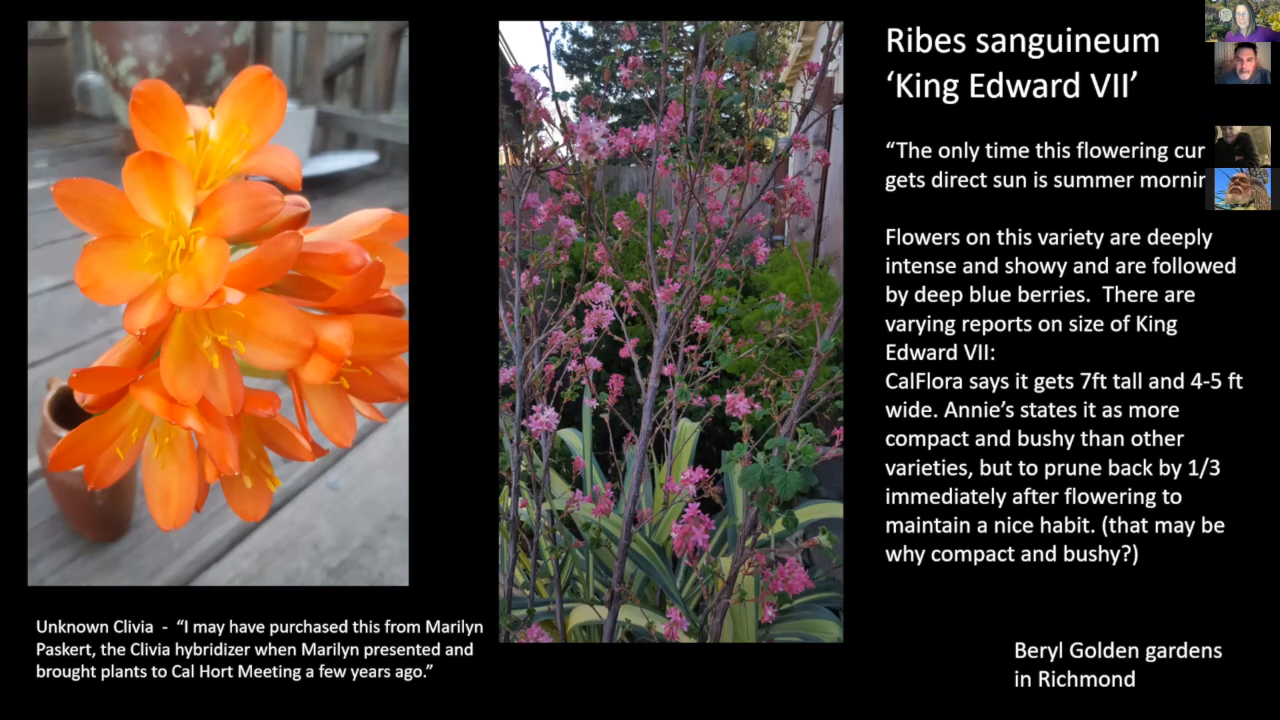 Ribes sanguineum
‘King Edward VII’
“The only time this flowering cur
gets direct sun is summer mornin
Flowers on this variety are deeply
intense and showy and are followed
by deep blue berries. There are
varying reports on size of King
Edward VII:
CalFlora says it gets 7ft tall and 4-5 ft
wide. Annie’s states it as more
compact and bushy than other
varieties, but to prune back by 1/3
immediately after flowering to
maintain a nice habit. (that may be
why compact and bushy?)
Unknown Clivia - “I may have purchased this from Marilyn
Paskert, the Clivia hybridizer when Marilyn presented and
brought plants to Cal Hort Meeting a few years ago.”
Beryl Golden gardens
in Richmond